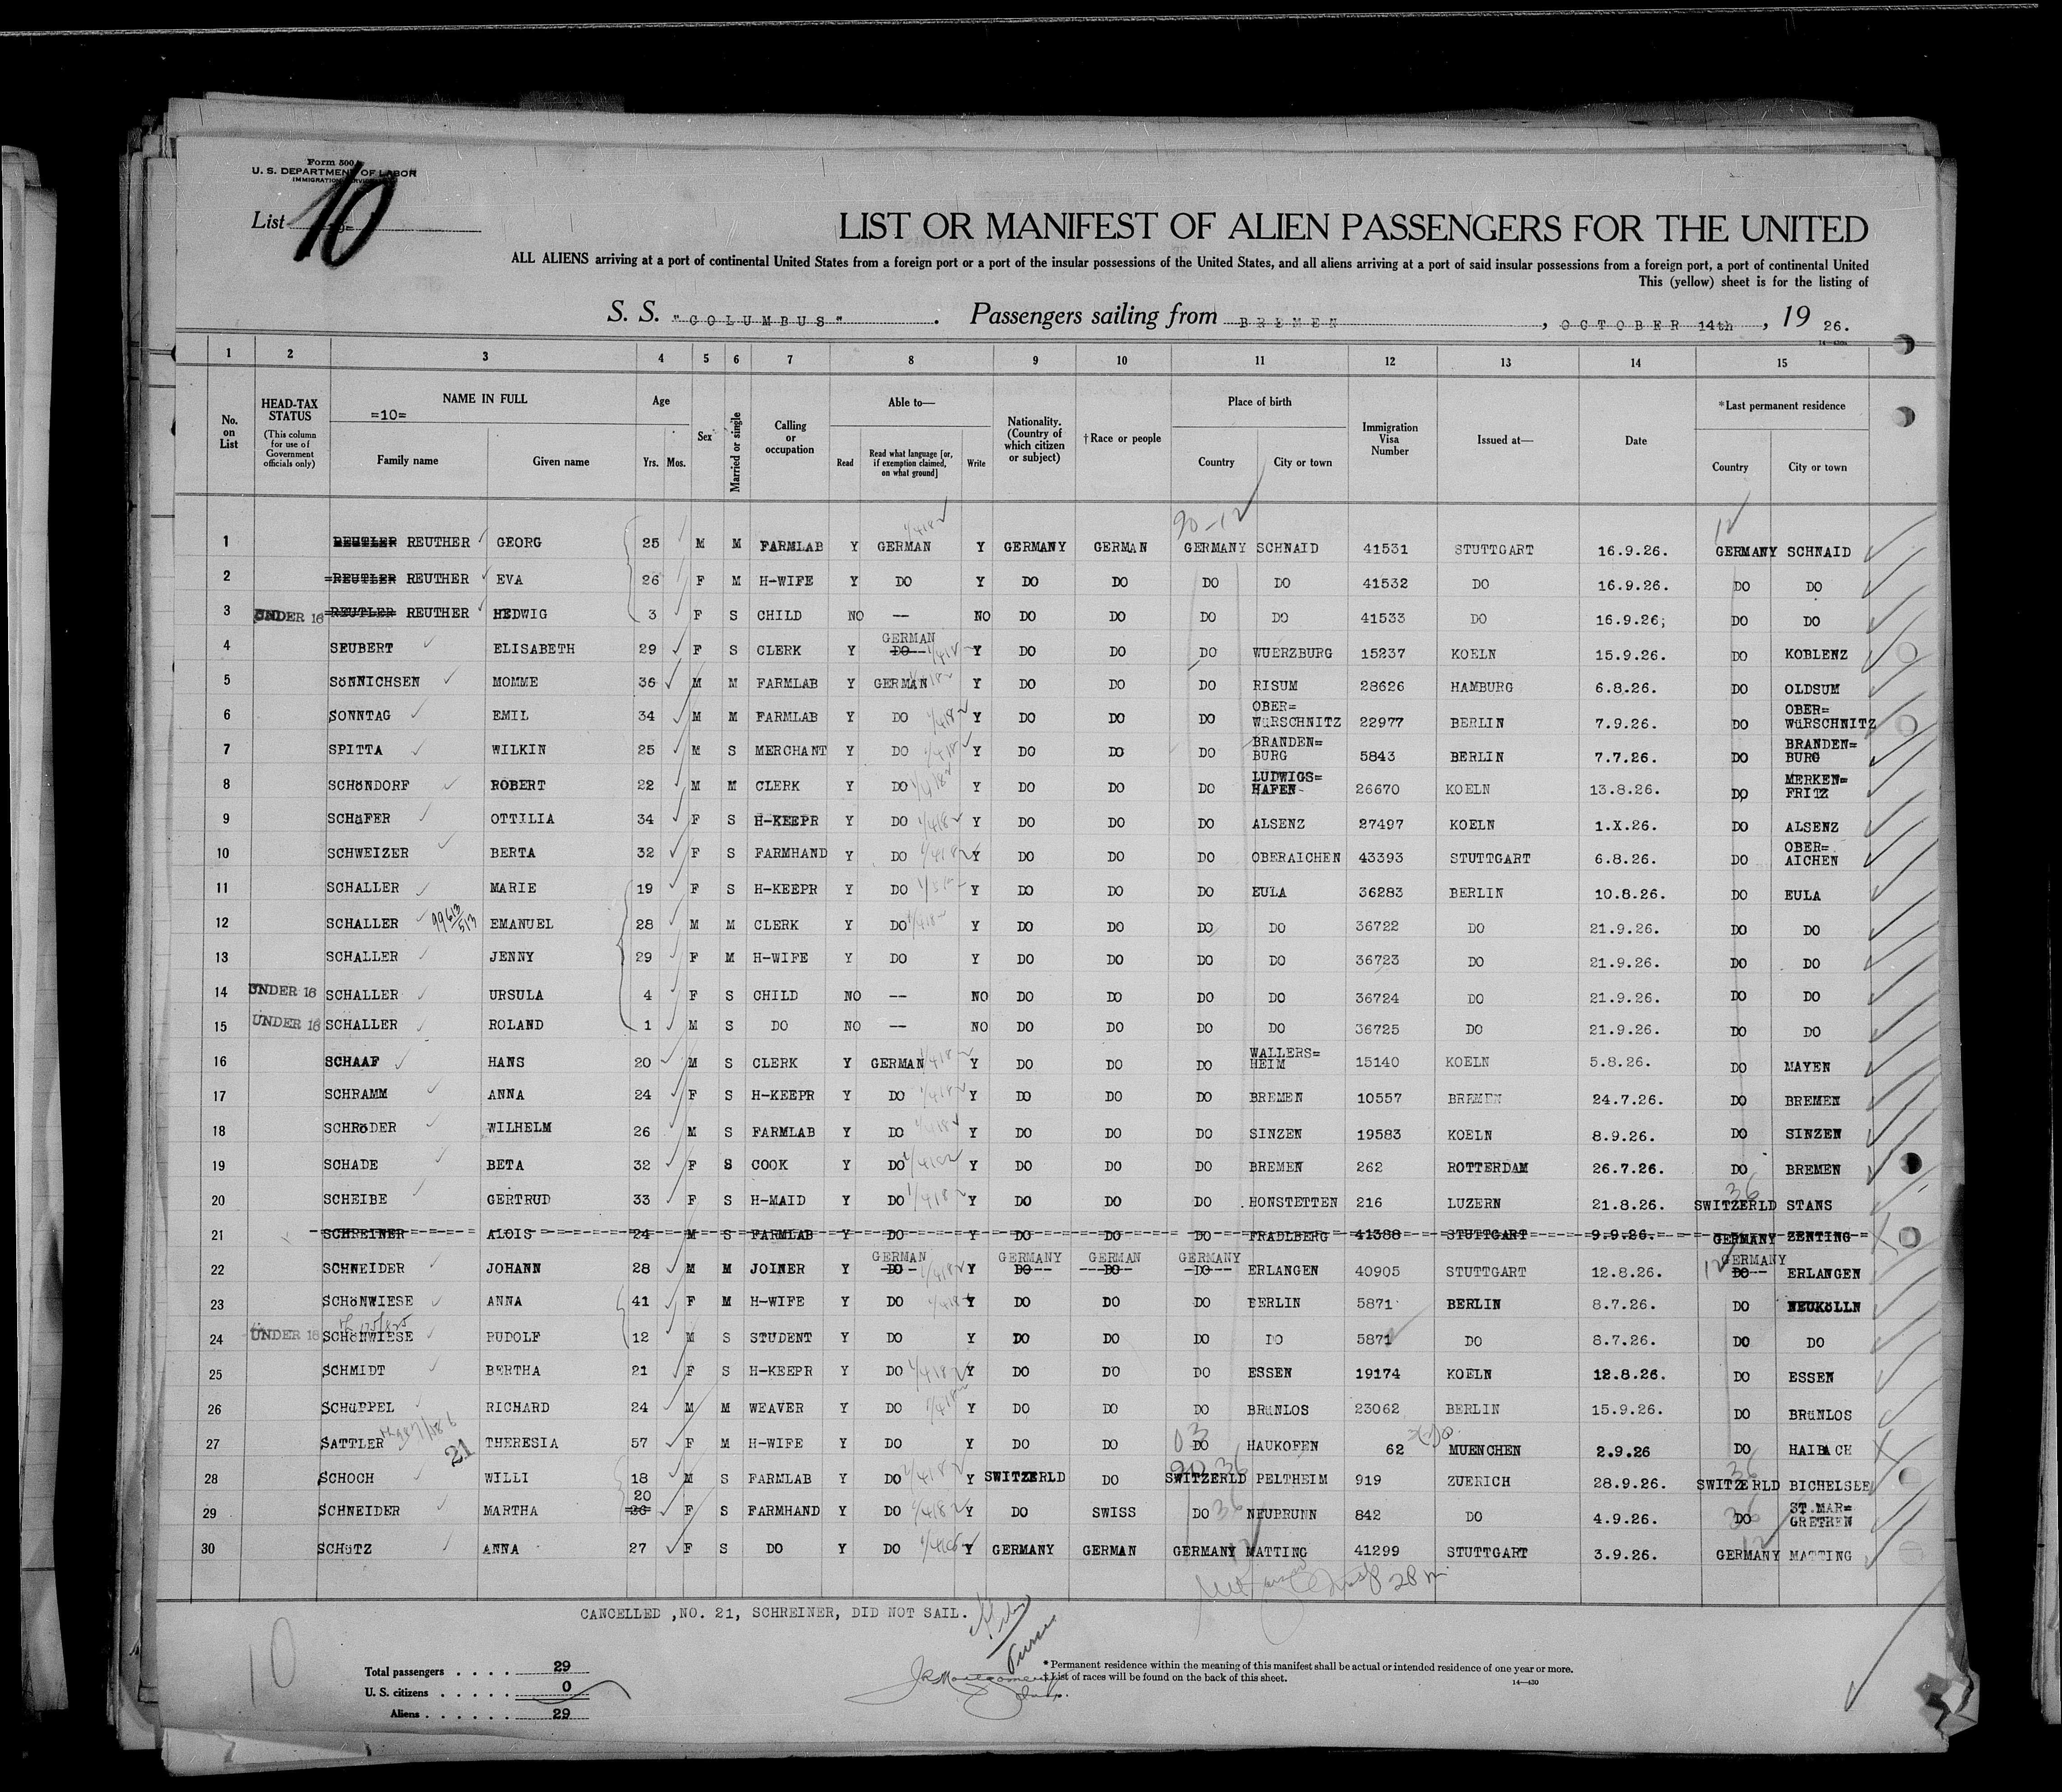 Form 500
U. S. DEPARTMENT OF LABOR
IMMIGRATION SERVICE
List 10
LIST OR MANIFEST OF ALIEN PASSENGERS FOR THE UNITED
ALL ALIENS arriving at a port of continental United States from a foreign port or a port of the insular possessions of the United States, and all aliens arriving at a port of said insular possessions from a foreign port, a port of continental United
This (yellow) sheet is for the listing of
S. S. "COLUMBUS". Passengers sailing from BREMEN, OCTOBER 14th, 19 26.
1 2 3 4 5 6 7 8 9 10 11 12 13 14 15
No. on List
HEAD-TAX STATUS (This column for use of Government officials only)
=10= NAME IN FULL
Family name Given name
Age Yrs. Mos.
Sex
Married or single
Calling or occupation
Able to—
Read Read what language [or, if exemption claimed, on what ground] Write
Nationality. (Country of which citizen or subject)
†Race or people
Place of birth
Country City or town
Immigration Visa Number
Issued at—
Date
*Last permanent residence
Country City or town
90-12 12
1 REUTLER REUTHER GEORG 25 M M FARMLAB Y GERMAN Y GERMANY GERMAN GERMANY SCHNAID 41531 STUTTGART 16.9.26. GERMANY SCHNAID
2 REUTLER REUTHER EVA 26 F M H-WIFE Y DO Y DO DO DO DO 41532 DO 16.9.26. DO DO
3 UNDER 16 REUTLER REUTHER HEDWIG 3 F S CHILD NO -- NO DO DO DO DO 41533 DO 16.9.26; DO DO
4 SEUBERT ELISABETH 29 F S CLERK Y DO GERMAN Y DO DO DO WUERZBURG 15237 KOELN 15.9.26. DO KOBLENZ
5 SöNNICHSEN MOMME 36 M M FARMLAB Y GERMAN Y DO DO DO RISUM 28626 HAMBURG 6.8.26. DO OLDSUM
6 SONNTAG EMIL 34 M M FARMLAB Y DO Y DO DO DO OBER=WüRSCHNITZ 22977 BERLIN 7.9.26. DO OBER=WüRSCHNITZ
7 SPITTA WILKIN 25 M S MERCHANT Y DO Y DO DO DO BRANDEN=BURG 5843 BERLIN 7.7.26. DO BRANDEN=BURG
8 SCHöNDORF ROBERT 22 M M CLERK Y DO Y DO DO DO LUDWIGS=HAFEN- 26670 KOELN 13.8.26. DO MERKEN=FRITZ
9 SCHäFER OTTILIA 34 F S H-KEEPR Y DO Y DO DO DO ALSENZ 27497 KOELN 1.X.26. DO ALSENZ
10 SCHWEIZER BERTA 32 F S FARMHAND Y DO Y DO DO DO OBERAICHEN 43393 STUTTGART 6.8.26. DO OBER=AICHEN
11 SCHALLER MARIE 19 F S H-KEEPR Y DO Y DO DO DO EULA 36283 BERLIN 10.8.26. DO EULA
12 SCHALLER EMANUEL 28 M M CLERK Y DO Y DO DO DO DO 36722 DO 21.9.26. DO DO
13 SCHALLER JENNY 29 F M H-WIFE Y DO Y DO DO DO DO 36723 DO 21.9.26. DO DO
14 UNDER 16 SCHALLER URSULA 4 F S CHILD NO -- NO DO DO DO DO 36724 DO 21.9.26. DO DO
15 UNDER 16 SCHALLER ROLAND 1 M S DO NO -- NO DO DO DO DO 36725 DO 21.9.26. DO DO
16 SCHAAF HANS 20 M S CLERK Y GERMAN Y DO DO DO WALLERS=HEIM 15140 KOELN 5.8.26. DO MAYEN
17 SCHRAMM ANNA 24 F S H-KEEPR Y DO Y DO DO DO BREMEN 10557 BREMEN 24.7.26. DO BREMEN
18 SCHRöDER WILHELM 26 M S FARMLAB Y DO Y DO DO DO SINZEN 19583 KOELN 8.9.26. DO SINZEN
19 SCHADE BETA 32 F S COOK Y DO Y DO DO DO BREMEN 262 ROTTERDAM 26.7.26. DO BREMEN
20 SCHEIBE GERTRUD 33 F S H-MAID Y DO Y DO DO DO HONSTETTEN 216 LUZERN 21.8.26. 36 SWITZERLD STANS
21 SCHREINER ALOIS 24 M S FARMLAB Y DO Y DO DO DO FRADLBERG 41388 STUTTGART 9.9.26. GERMANY ZENTING
22 SCHNEIDER JOHANN 28 M M JOINER Y DO GERMAN Y DO GERMANY DO GERMAN DO GERMANY ERLANGEN 40905 STUTTGART 12.8.26. 12 DO GERMANY ERLANGEN
23 SCHöNWIESE ANNA 41 F M H-WIFE Y DO Y DO DO DO BERLIN 5871 BERLIN 8.7.26. DO NEUKöLLN
24 UNDER 16 SCHöNWIESE RUDOLF 12 M S STUDENT Y DO Y DO DO DO DO 5871 DO 8.7.26. DO DO
25 SCHMIDT BERTHA 21 F S H-KEEPR Y DO Y DO DO DO ESSEN 19174 KOELN 12.8.26. DO ESSEN
26 SCHüPPEL RICHARD 24 M M WEAVER Y DO Y DO DO DO BRüNLOS 23062 BERLIN 15.9.26. DO BRüNLOS
27 SATTLER 21 THERESIA 57 F M H-WIFE Y DO Y DO DO 03 DO HAUKOFEN 62 MUENCHEN 2.9.26 DO HAIBACH
28 SCHOCH WILLI 18 M S FARMLAB Y DO Y SWITZERLD DO SWITZERLD 36 PELTHEIM 919 ZUERICH 28.9.26. 36 SWITZERLD BICHELSEE
29 SCHNEIDER MARTHA 26 20 F S FARMHAND Y DO Y DO SWISS DO 36 NEUBRUNN 842 DO 4.9.26. 36 DO ST.MAR=GRETHEN
30 SCHüTZ ANNA 27 F S DO Y DO Y GERMANY GERMAN GERMANY 12 MATTING 41299 STUTTGART 3.9.26. 12 GERMANY MATTING
CANCELLED ,NO. 21, SCHREINER, DID NOT SAIL.
10
Total passengers . . . . 29
U. S. citizens . . . . . 0
Aliens . . . . . . 29
* Permanent residence within the meaning of this manifest shall be actual or intended residence of one year or more.
† List of races will be found on the back of this sheet.
14—430